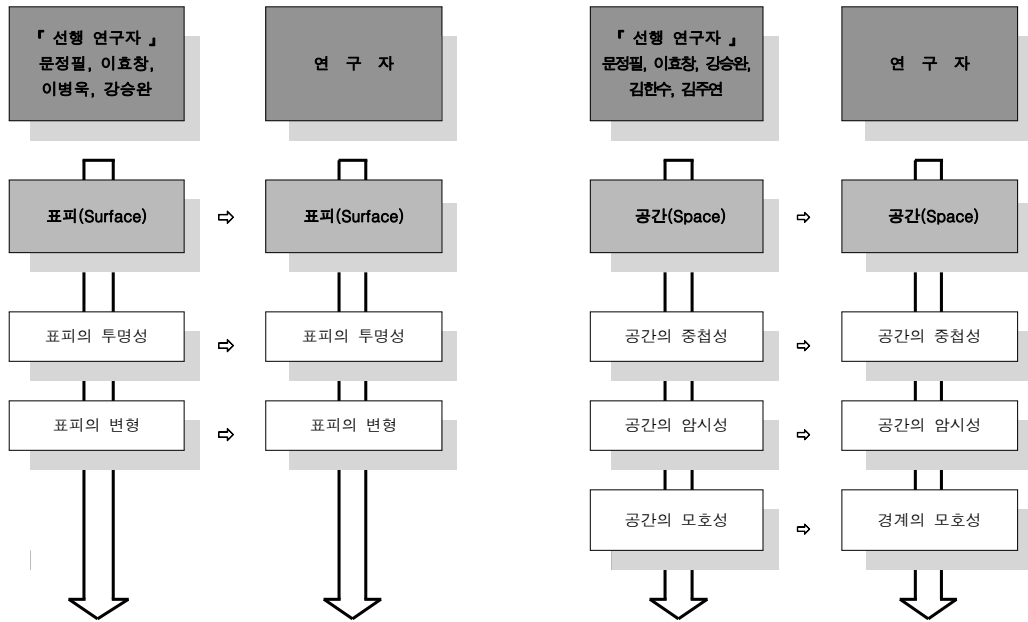 『 선행 연구자 』
문정필, 이효창,
이병욱, 강승완
연 구 자
『 선행 연구자 』
문정필, 이효창, 강승완,
김한수, 김주연
연 구 자
표피(Surface)
⇨
표피(Surface)
공간(Space)
⇨
공간(Space)
표피의 투명성
⇨
표피의 투명성
공간의 중첩성
⇨
공간의 중첩성
표피의 변형
⇨
표피의 변형
공간의 암시성
⇨
공간의 암시성
공간의 모호성
⇨
경계의 모호성